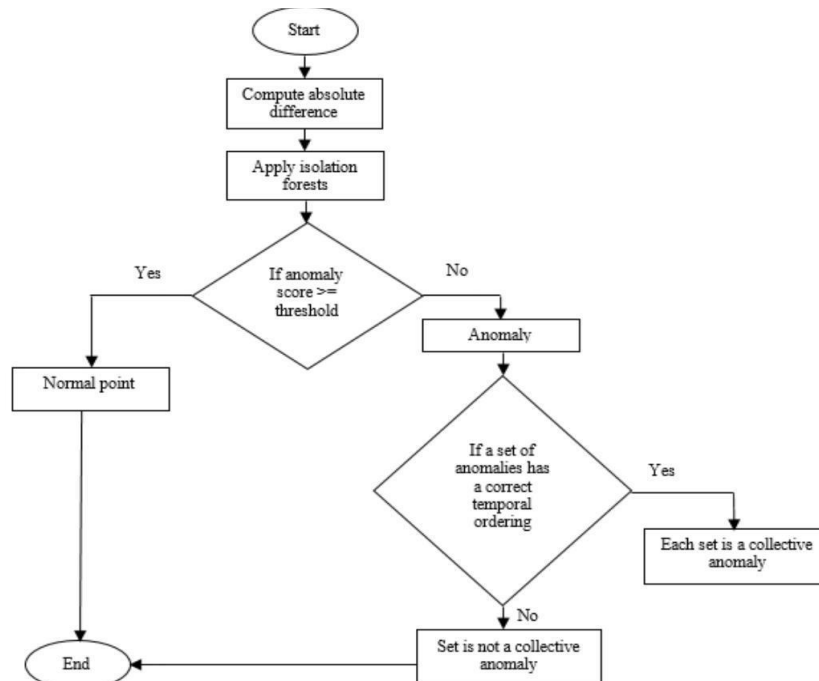 Start
Compute absolute
difference
Apply isolation
forests
Yes
If anomaly
score >=
threshold
No
Anomaly
Normal point
If a set of
anomalies has
a correct
temporal
ordering
Yes
Each set is a collective
anomaly
No
Set is not a collective
anomaly
End